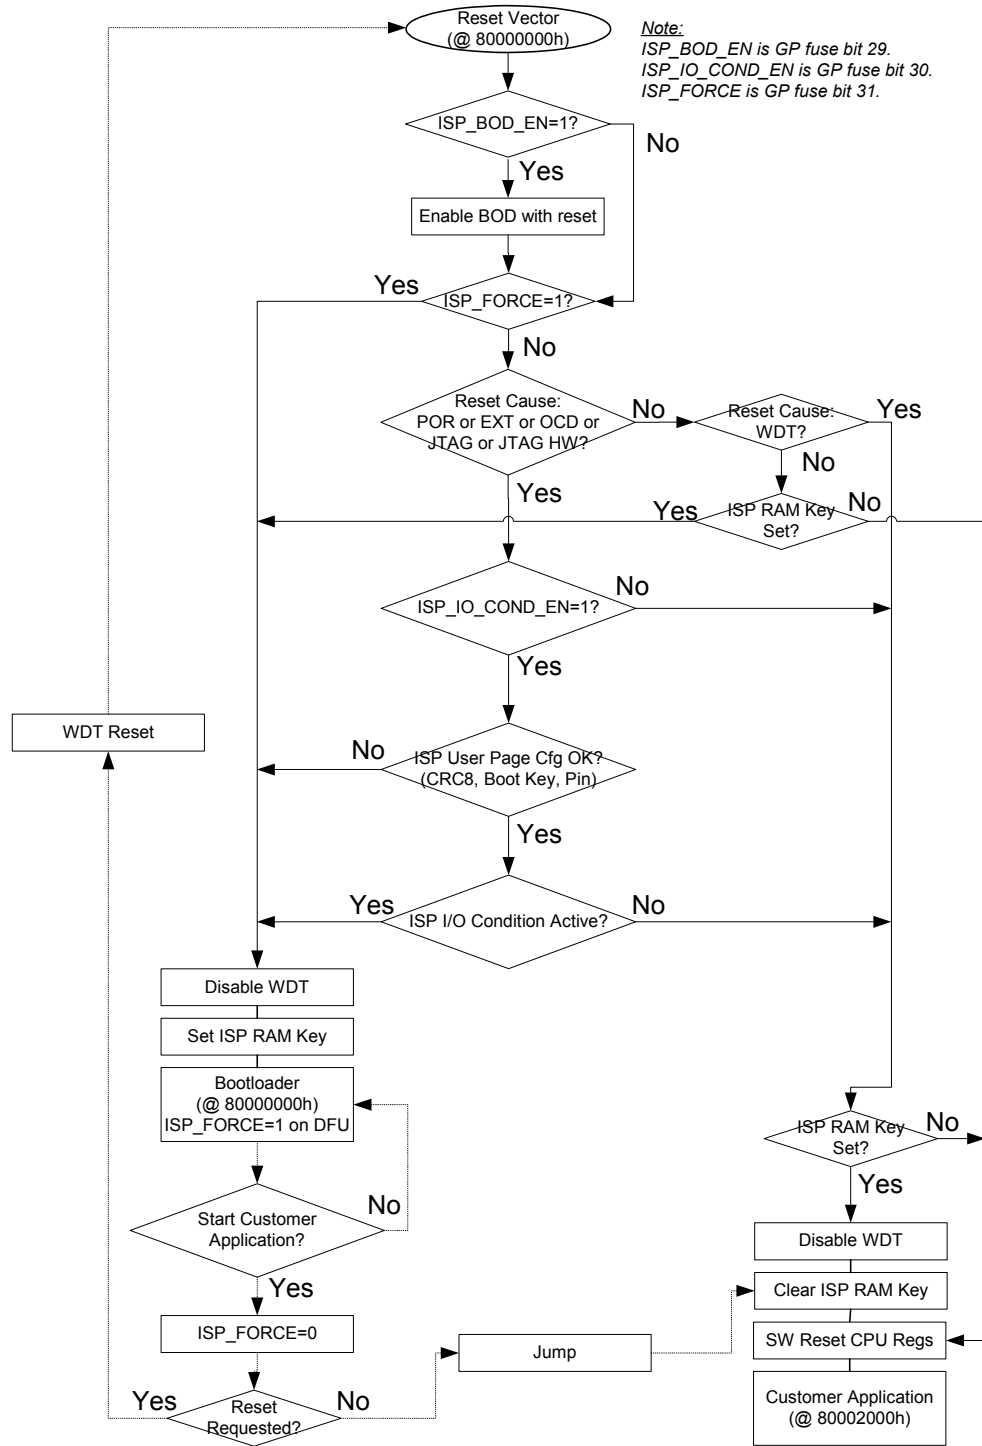 Reset Vector
(@ 80000000h)
Note:
ISP_BOD_EN is GP fuse bit 29.
ISP_IO_COND_EN is GP fuse bit 30.
ISP_FORCE is GP fuse bit 31.
ISP_BOD_EN=1?
No
Yes
Enable BOD with reset
Yes
ISP_FORCE=1?
No
Reset Cause:
POR or EXT or OCD or
JTAG or JTAG HW?
No
Reset Cause:
WDT?
Yes
No
Yes
Yes
ISP RAM Key
Set?
No
ISP_IO_COND_EN=1?
No
Yes
WDT Reset
No
ISP User Page Cfg OK?
(CRC8, Boot Key, Pin)
Yes
Yes
ISP I/O Condition Active?
No
Disable WDT
Set ISP RAM Key
Bootloader
(@ 80000000h)
ISP_FORCE=1 on DFU
ISP RAM Key
Set?
No
Yes
Start Customer
Application?
No
Yes
Disable WDT
Clear ISP RAM Key
ISP_FORCE=0
Jump
SW Reset CPU Regs
Yes
Reset
Requested?
No
Customer Application
(@ 80002000h)